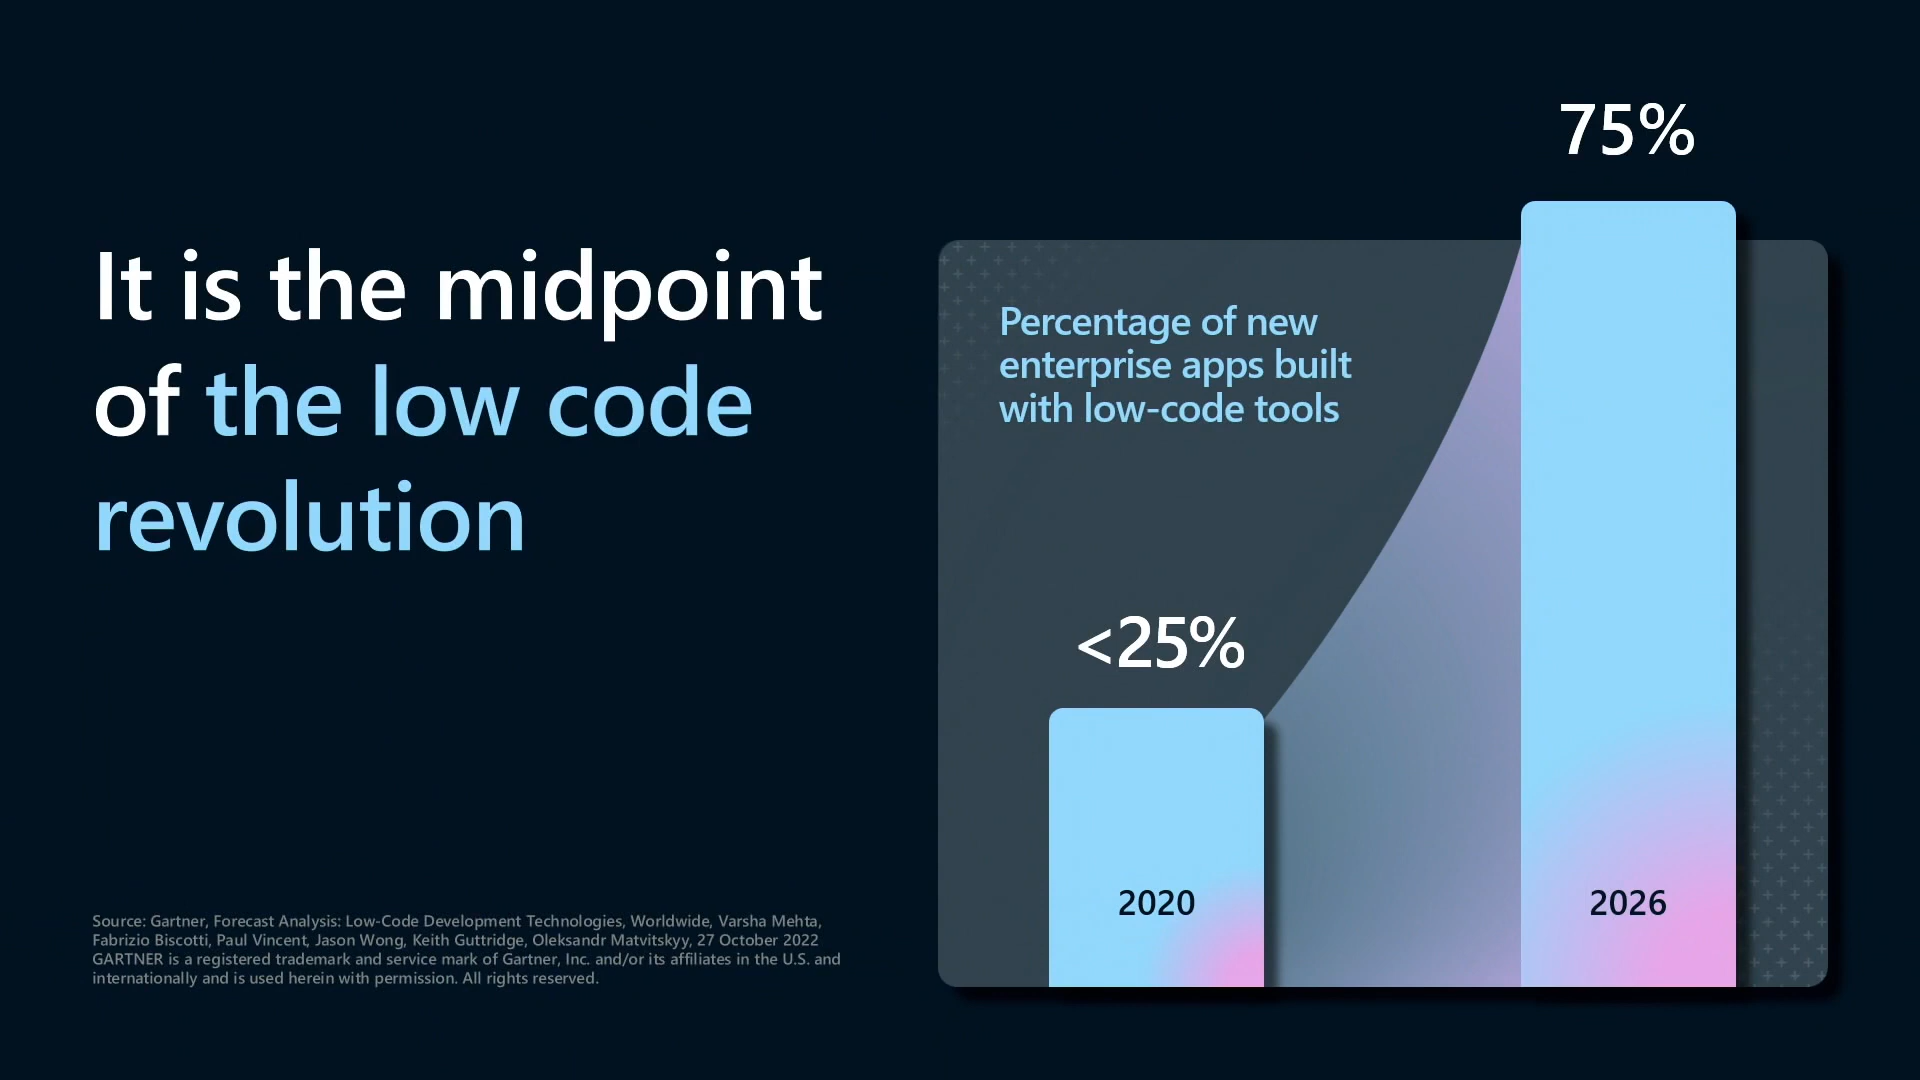 It is the midpoint
of the low code
revolution
Source: Gartner, Forecast Analysis: Low-Code Development Technologies, Worldwide, Varsha Mehta,
Fabrizio Biscotti, Paul Vincent, Jason Wong, Keith Guttridge, Oleksandr Matvitskyy, 27 October 2022
GARTNER is a registered trademark and service mark of Gartner, Inc. and/or its affiliates in the U.S. and
internationally and is used herein with permission. All rights reserved.
75%
Percentage of new
enterprise apps built
with low-code tools
<25%
2020
2026